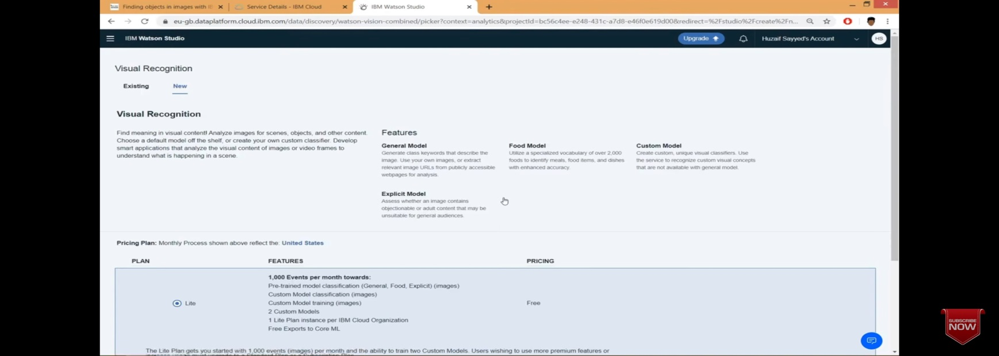 Finding objects in images with IB
Service Details - IBM Cloud
IBM Watson Studio
eu-gb.dataplatform.cloud.ibm.com/data/discovery/watson-vision-combined/picker?context=analytics&projectId=bc56c4ee-e248-431c-a7d8-e46f0e619d00&redirect=%2Fstudio%2Fcreate%2Fn...
IBM Watson Studio
Upgrade
Huzaif Sayyed's Account
HS
Visual Recognition
Existing
New
Visual Recognition
Find meaning in visual content! Analyze images for scenes, objects, and other content.
Choose a default model off the shelf, or create your own custom classifier. Develop
smart applications that analyze the visual content of images or video frames to
understand what is happening in a scene.
Features
General Model
Generate class keywords that describe the
image. Use your own images, or extract
relevant image URLs from publicly accessible
webpages for analysis.
Food Model
Utilize a specialized vocabulary of over 2,000
foods to identify meals, food items, and dishes
with enhanced accuracy.
Custom Model
Create custom, unique visual classifiers. Use
the service to recognize custom visual concepts
that are not available with general model.
Explicit Model
Assess whether an image contains
objectionable or adult content that may be
unsuitable for general audiences.
Pricing Plan: Monthly Process shown above reflect the: United States
PLAN
FEATURES
PRICING
Lite
1,000 Events per month towards:
Pre-trained model classification (General, Food, Explicit) (images)
Custom Model classification (images)
Custom Model training (images)
2 Custom Models
1 Lite Plan instance per IBM Cloud Organization
Free Exports to Core ML
Free
The Lite Plan gets you started with 1,000 events (images) per month and the ability to train two Custom Models. Users wishing to use more premium features or
SUBSCRIBE
NOW